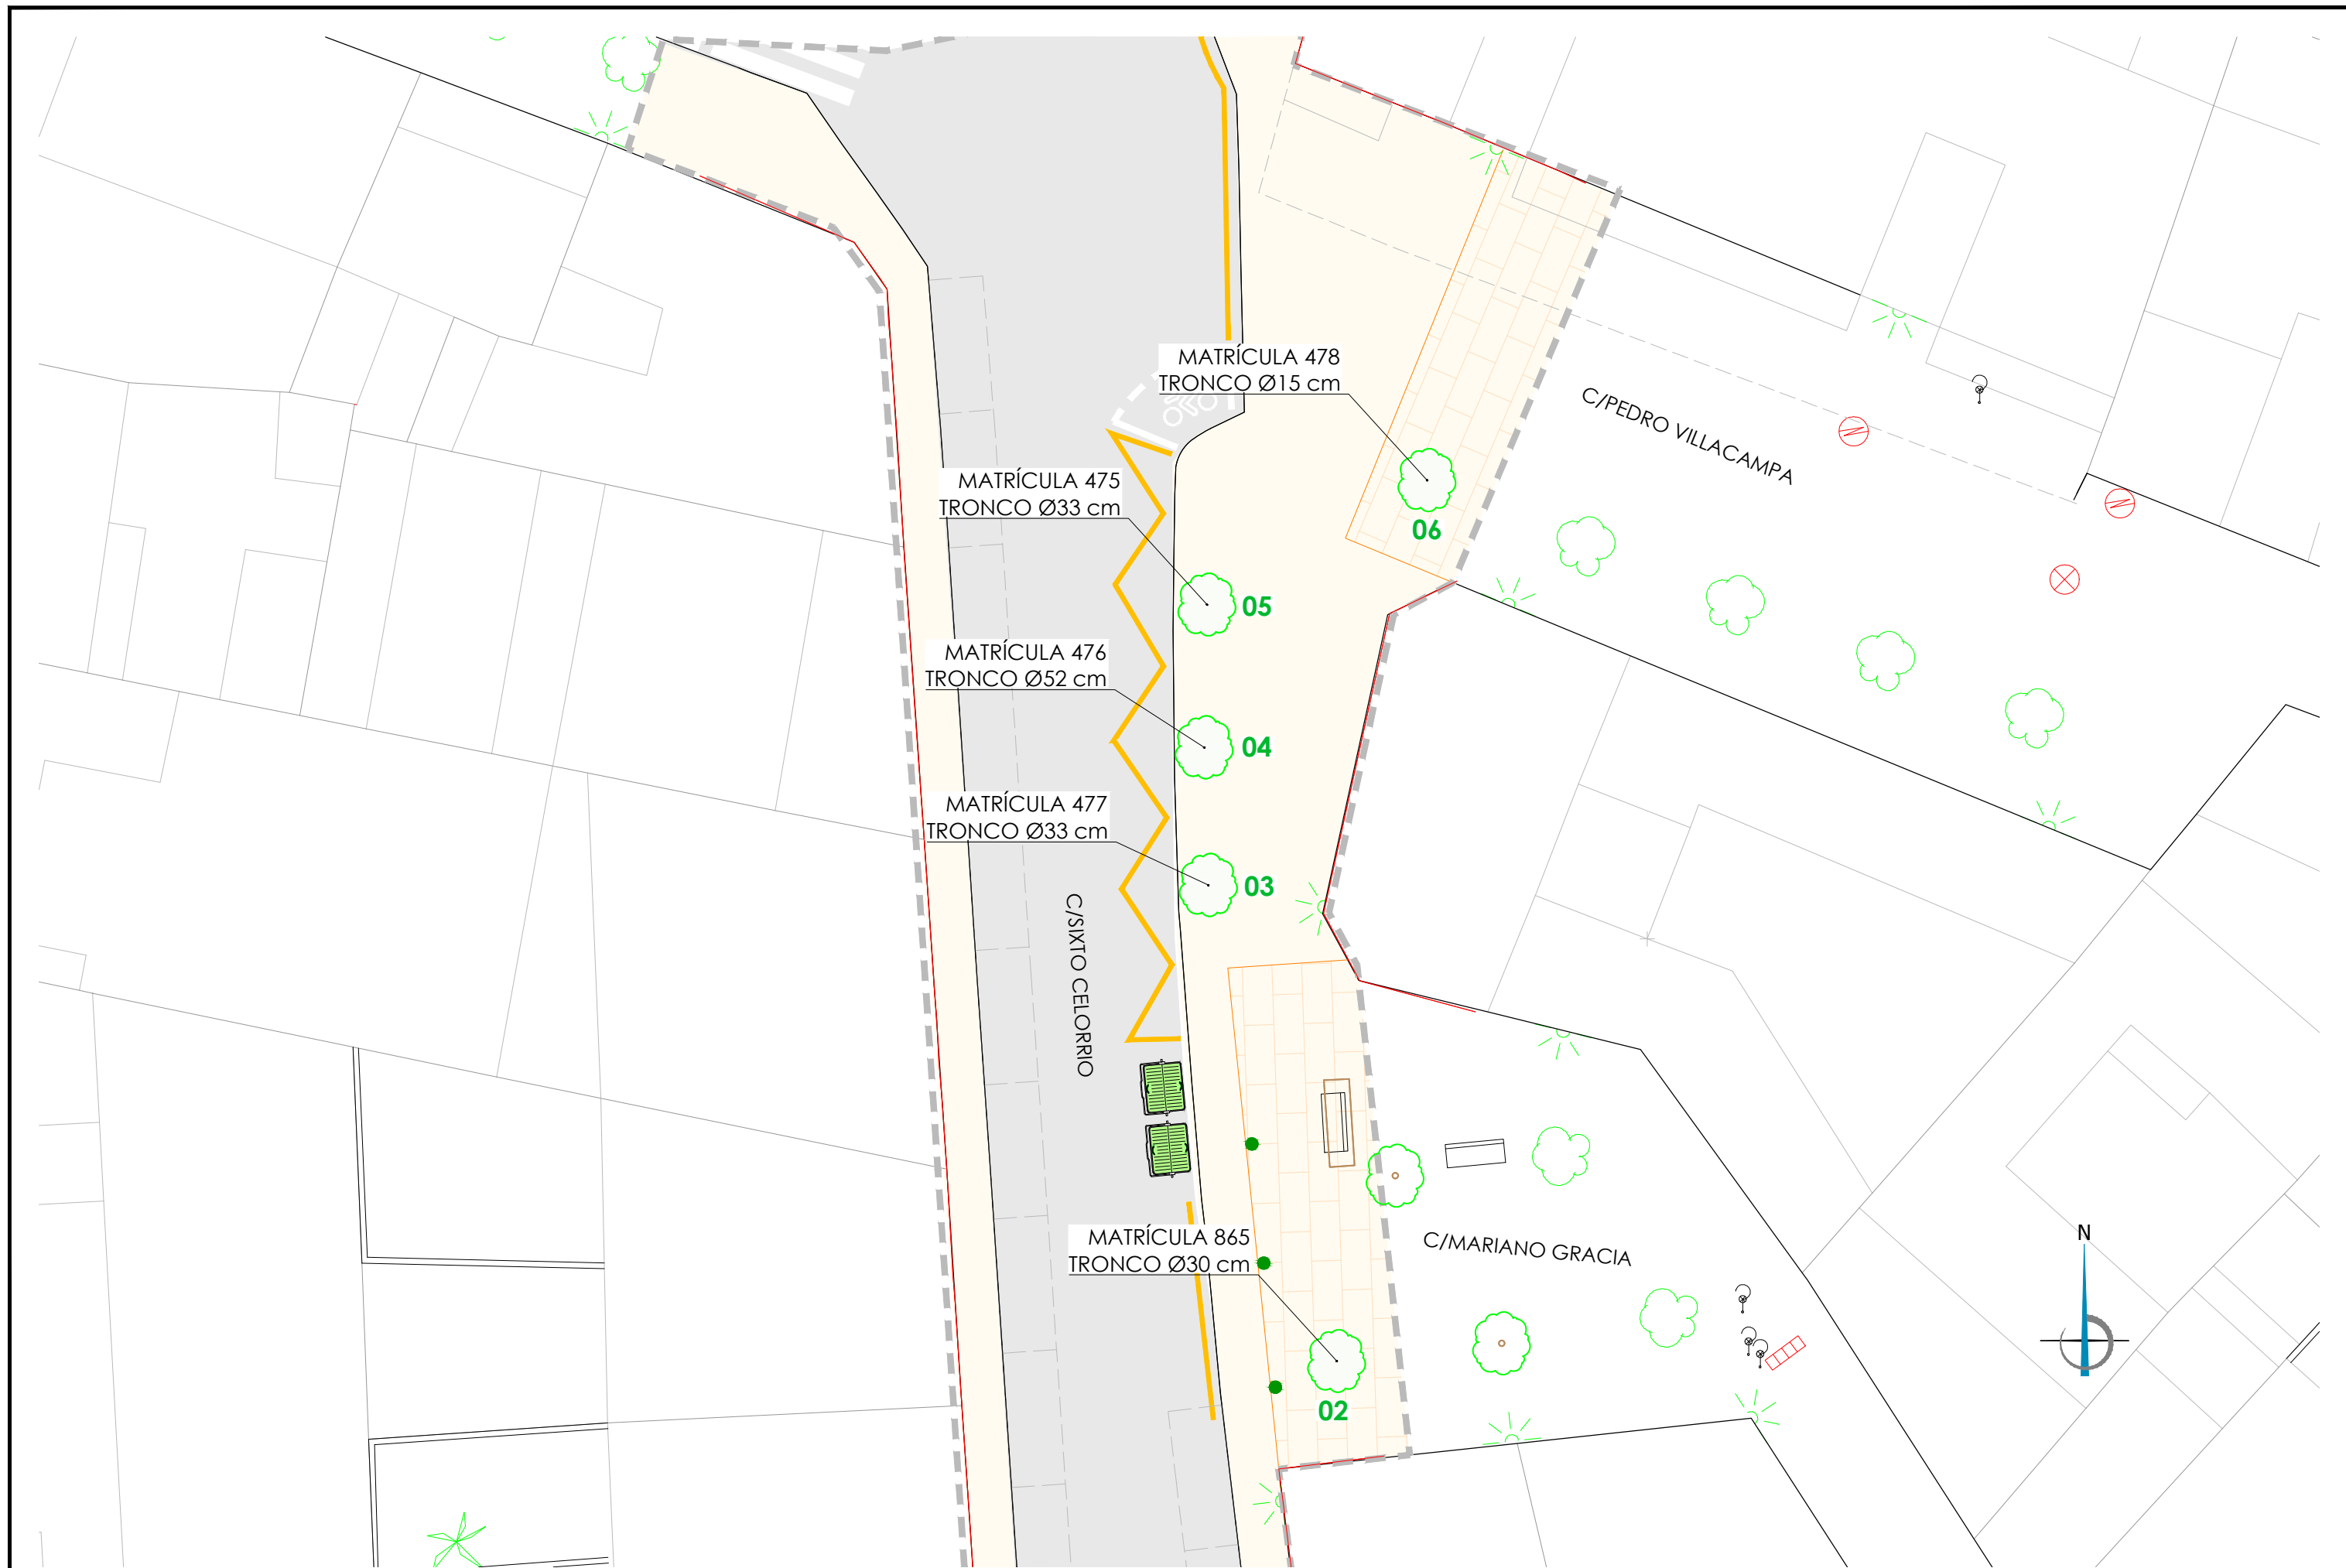 MATRÍCULA 478
TRONCO Ø15 cm
C/PEDRO VILLACAMPA
MATRÍCULA 475
TRONCO Ø33 cm
06
05
MATRÍCULA 476
TRONCO Ø52 cm
04
MATRÍCULA 477
TRONCO Ø33 cm
03
C/SIXTO CELORRIO
MATRÍCULA 865
TRONCO Ø30 cm
C/MARIANO GRACIA
N
02